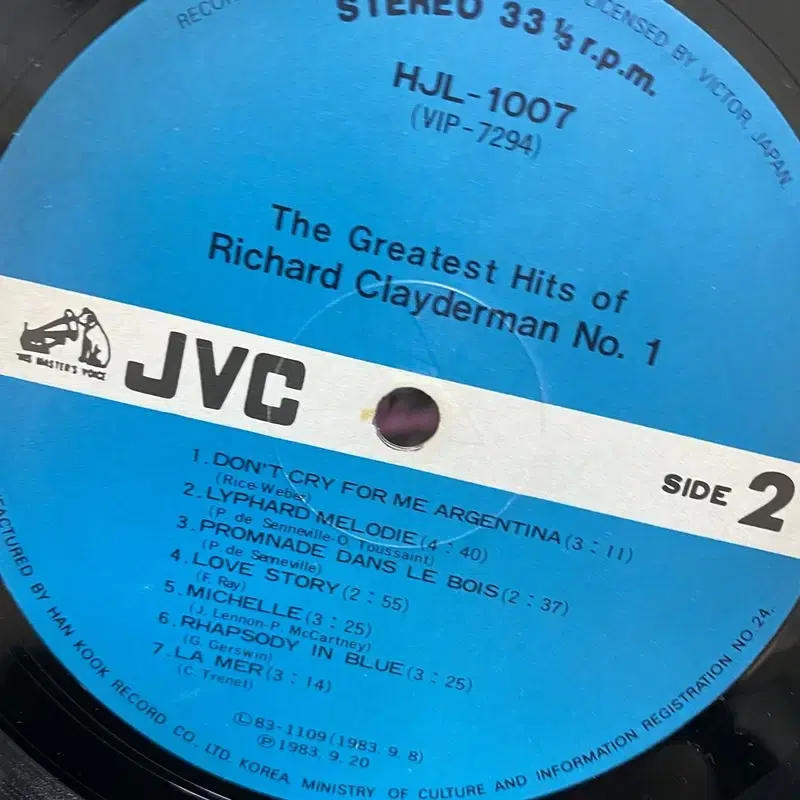 STEREO 33 ⅓ r.p.m.
LICENSED BY VICTOR, JAPAN.
HJL-1007
(VIP-7294)
The Greatest Hits of
Richard Clayderman No. 1
HIS MASTER'S VOICE
JVC
SIDE 2
1. DON'T CRY FOR ME ARGENTINA (3 : 11)
(Rice-Weber)
2. LYPHARD MELODIE (4 : 40)
(P. de Senneville-O. Toussaint)
3. PROMNADE DANS LE BOIS (2 : 37)
(P. de Senneville)
4. LOVE STORY (2 : 55)
(F. Ray)
5. MICHELLE (3 : 25)
(J. Lennon-P. McCartney)
6. RHAPSODY IN BLUE (3 : 25)
(G. Gerswin)
7. LA MER (3 : 14)
(C. Trenet)
Ⓛ83-1109 (1983. 9. 8)
Ⓟ1983. 9. 20
BY HAN KOOK RECORD CO., LTD. KOREA. MINISTRY OF CULTURE AND INFORMATION REGISTRATION NO. 24.